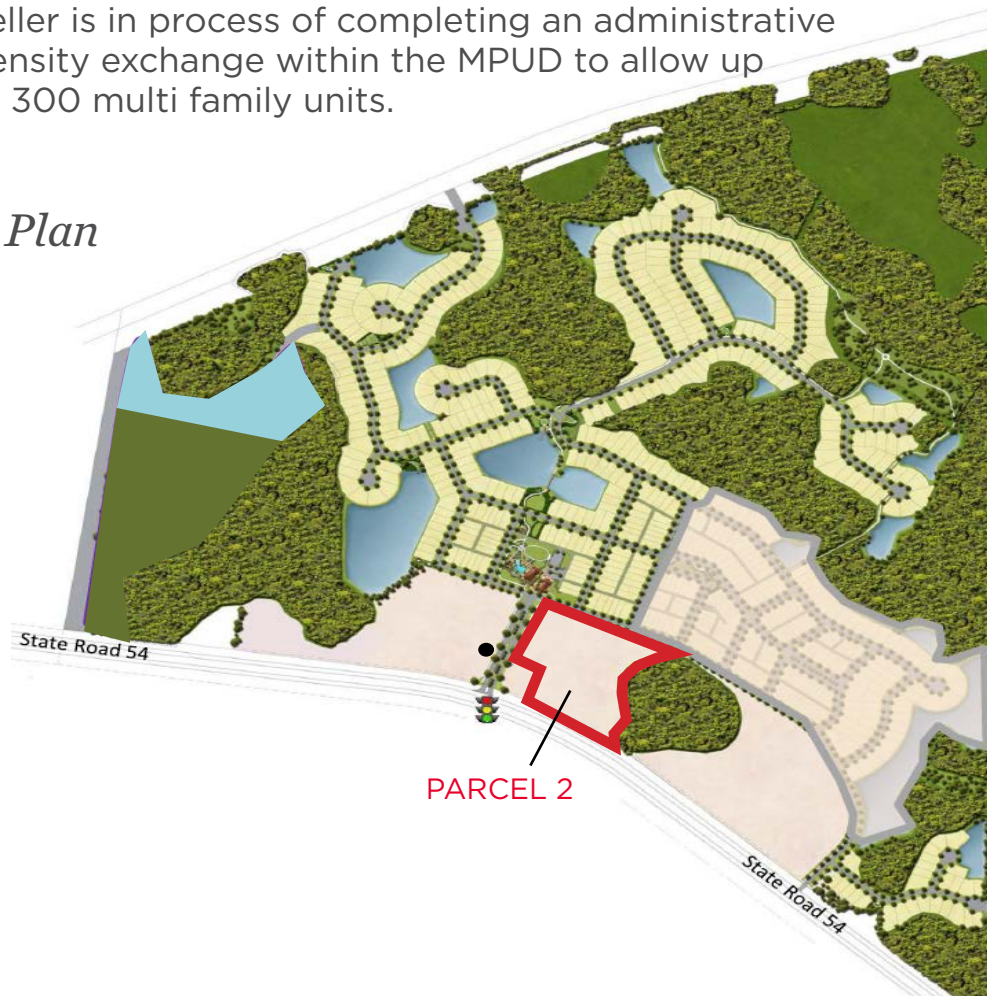 eller is in process of completing an administrative
ensity exchange within the MPUD to allow up
300 multi family units.
Plan
State Road 54
PARCEL 2
State Road 54